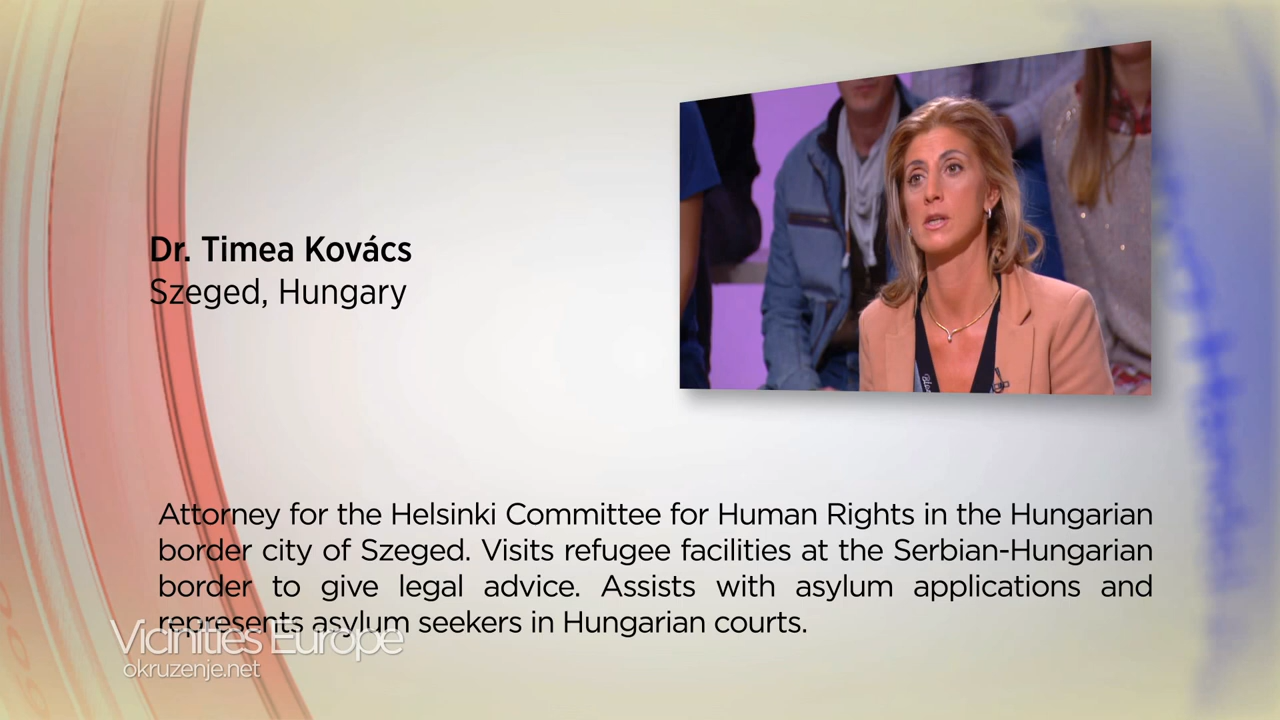 Dr. Timea Kovács
Szeged, Hungary
Attorney for the Helsinki Committee for Human Rights in the Hungarian
border city of Szeged. Visits refugee facilities at the Serbian-Hungarian
border to give legal advice. Assists with asylum applications and
represents asylum seekers in Hungarian courts.
Vicinities Europe
okruzenje.net